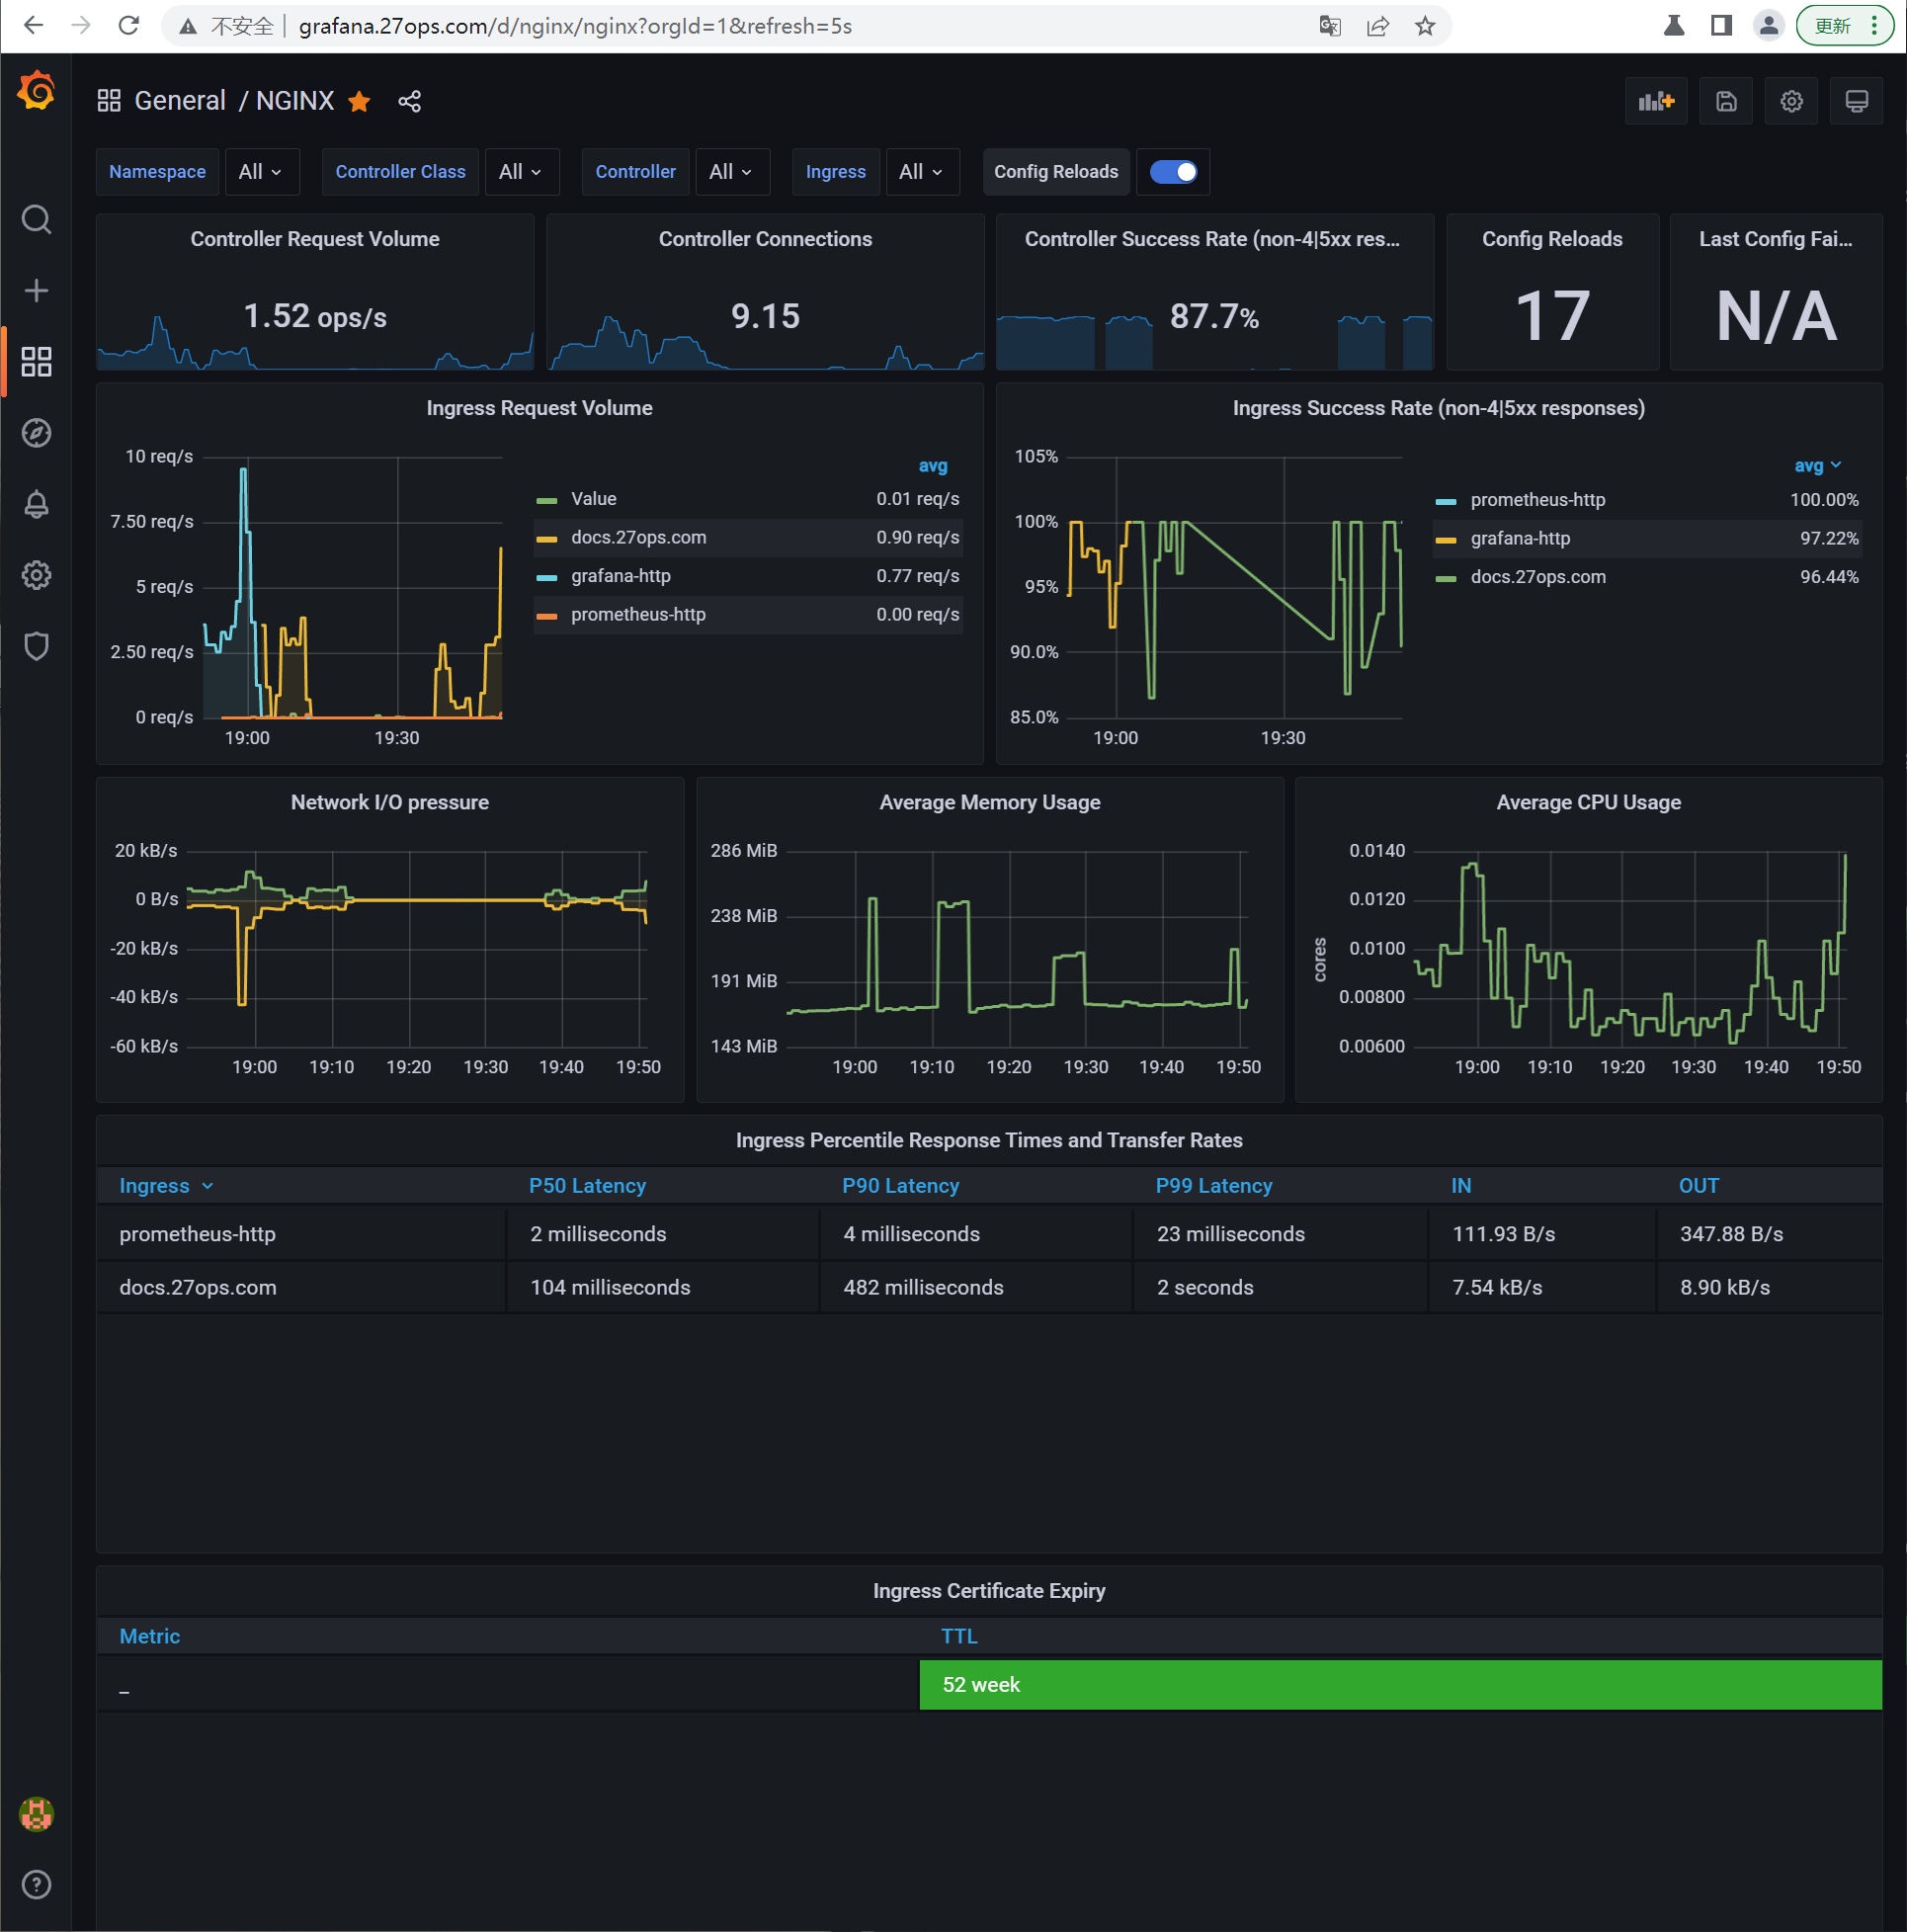 不安全 grafana.27ops.com/d/nginx/nginx?orgId=1&refresh=5s 更新
General / NGINX
Namespace All Controller Class All Controller All Ingress All Config Reloads
Controller Request Volume
1.52 ops/s
Controller Connections
9.15
Controller Success Rate (non-4|5xx res...
87.7%
Config Reloads
17
Last Config Fai...
N/A
Ingress Request Volume
10 req/s
7.50 req/s
5 req/s
2.50 req/s
0 req/s
19:00 19:30
avg
Value 0.01 req/s
docs.27ops.com 0.90 req/s
grafana-http 0.77 req/s
prometheus-http 0.00 req/s
Ingress Success Rate (non-4|5xx responses)
105%
100%
95%
90.0%
85.0%
19:00 19:30
avg
prometheus-http 100.00%
grafana-http 97.22%
docs.27ops.com 96.44%
Network I/O pressure
20 kB/s
0 B/s
-20 kB/s
-40 kB/s
-60 kB/s
19:00 19:10 19:20 19:30 19:40 19:50
Average Memory Usage
286 MiB
238 MiB
191 MiB
143 MiB
19:00 19:10 19:20 19:30 19:40 19:50
Average CPU Usage
cores
0.0140
0.0120
0.0100
0.00800
0.00600
19:00 19:10 19:20 19:30 19:40 19:50
Ingress Percentile Response Times and Transfer Rates
Ingress P50 Latency P90 Latency P99 Latency IN OUT
prometheus-http 2 milliseconds 4 milliseconds 23 milliseconds 111.93 B/s 347.88 B/s
docs.27ops.com 104 milliseconds 482 milliseconds 2 seconds 7.54 kB/s 8.90 kB/s
Ingress Certificate Expiry
Metric TTL
_ 52 week